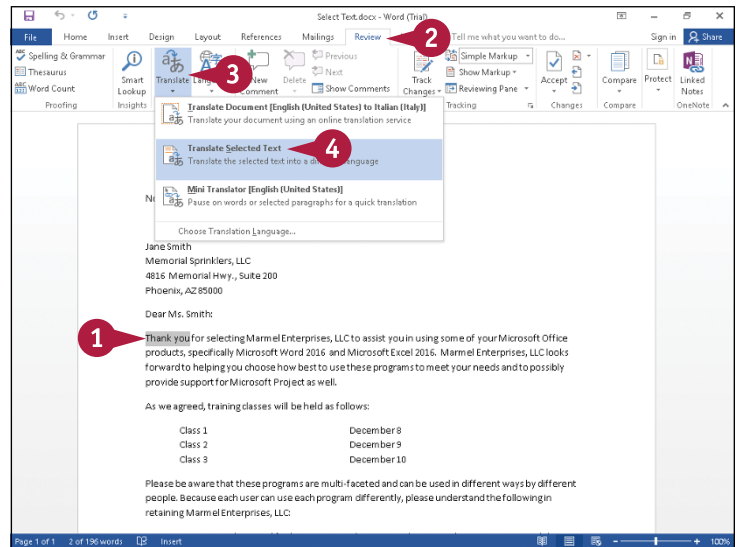 Select Text.docx - Word (Trial)
File Home Insert Design Layout References Mailings Review Tell me what you want to do... Sign in Share
2
ABC Spelling & Grammar
Thesaurus
ABC 123 Word Count
Proofing
Smart Lookup
Insights
Translate
3
New Comment
Delete
Previous
Next
Show Comments
Track Changes
Simple Markup
Show Markup
Reviewing Pane
Tracking
Accept
Changes
Compare
Compare
Protect
Linked Notes
OneNote
Translate Document [English (United States) to Italian (Italy)]
Translate your document using an online translation service
Translate Selected Text
4
Translate the selected text into a language
Mini Translator [English (United States)]
Pause on words or selected paragraphs for a quick translation
Choose Translation Language...
Jane Smith
Memorial Sprinklers, LLC
4816 Memorial Hwy., Suite 200
Phoenix, AZ 85000
Dear Ms. Smith:
1
Thank you for selecting Marmel Enterprises, LLC to assist you in using some of your Microsoft Office
products, specifically Microsoft Word 2016 and Microsoft Excel 2016. Marmel Enterprises, LLC looks
forward to helping you choose how best to use these programs to meet your needs and to possibly
provide support for Microsoft Project as well.
As we agreed, training classes will be held as follows:
Class 1 December 8
Class 2 December 9
Class 3 December 10
Please be aware that these programs are multi-faceted and can be used in different ways by different
people. Because each user can use each program differently, please understand the following in
retaining Marmel Enterprises, LLC:
Page 1 of 1 2 of 196 words Insert 100%